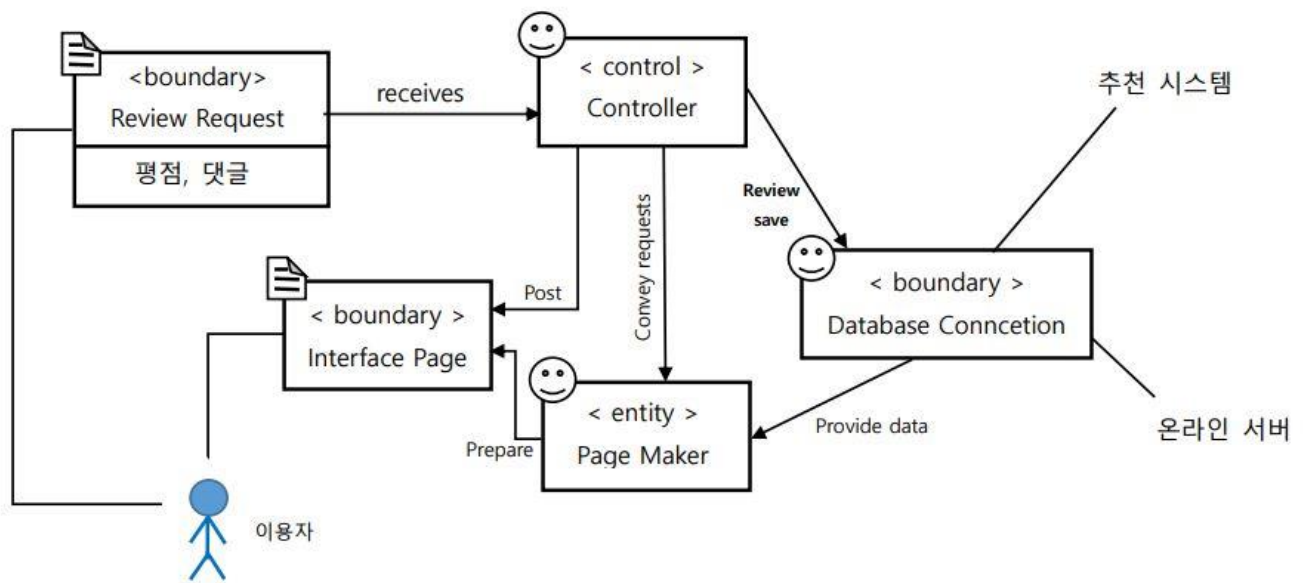 <boundary>
Review Request
평점, 댓글
receives
< control >
Controller
추천 시스템
Review
save
Convey requests
Post
< boundary >
Interface Page
< boundary >
Database Conncetion
< entity >
Page Maker
Prepare
Provide data
온라인 서버
이용자